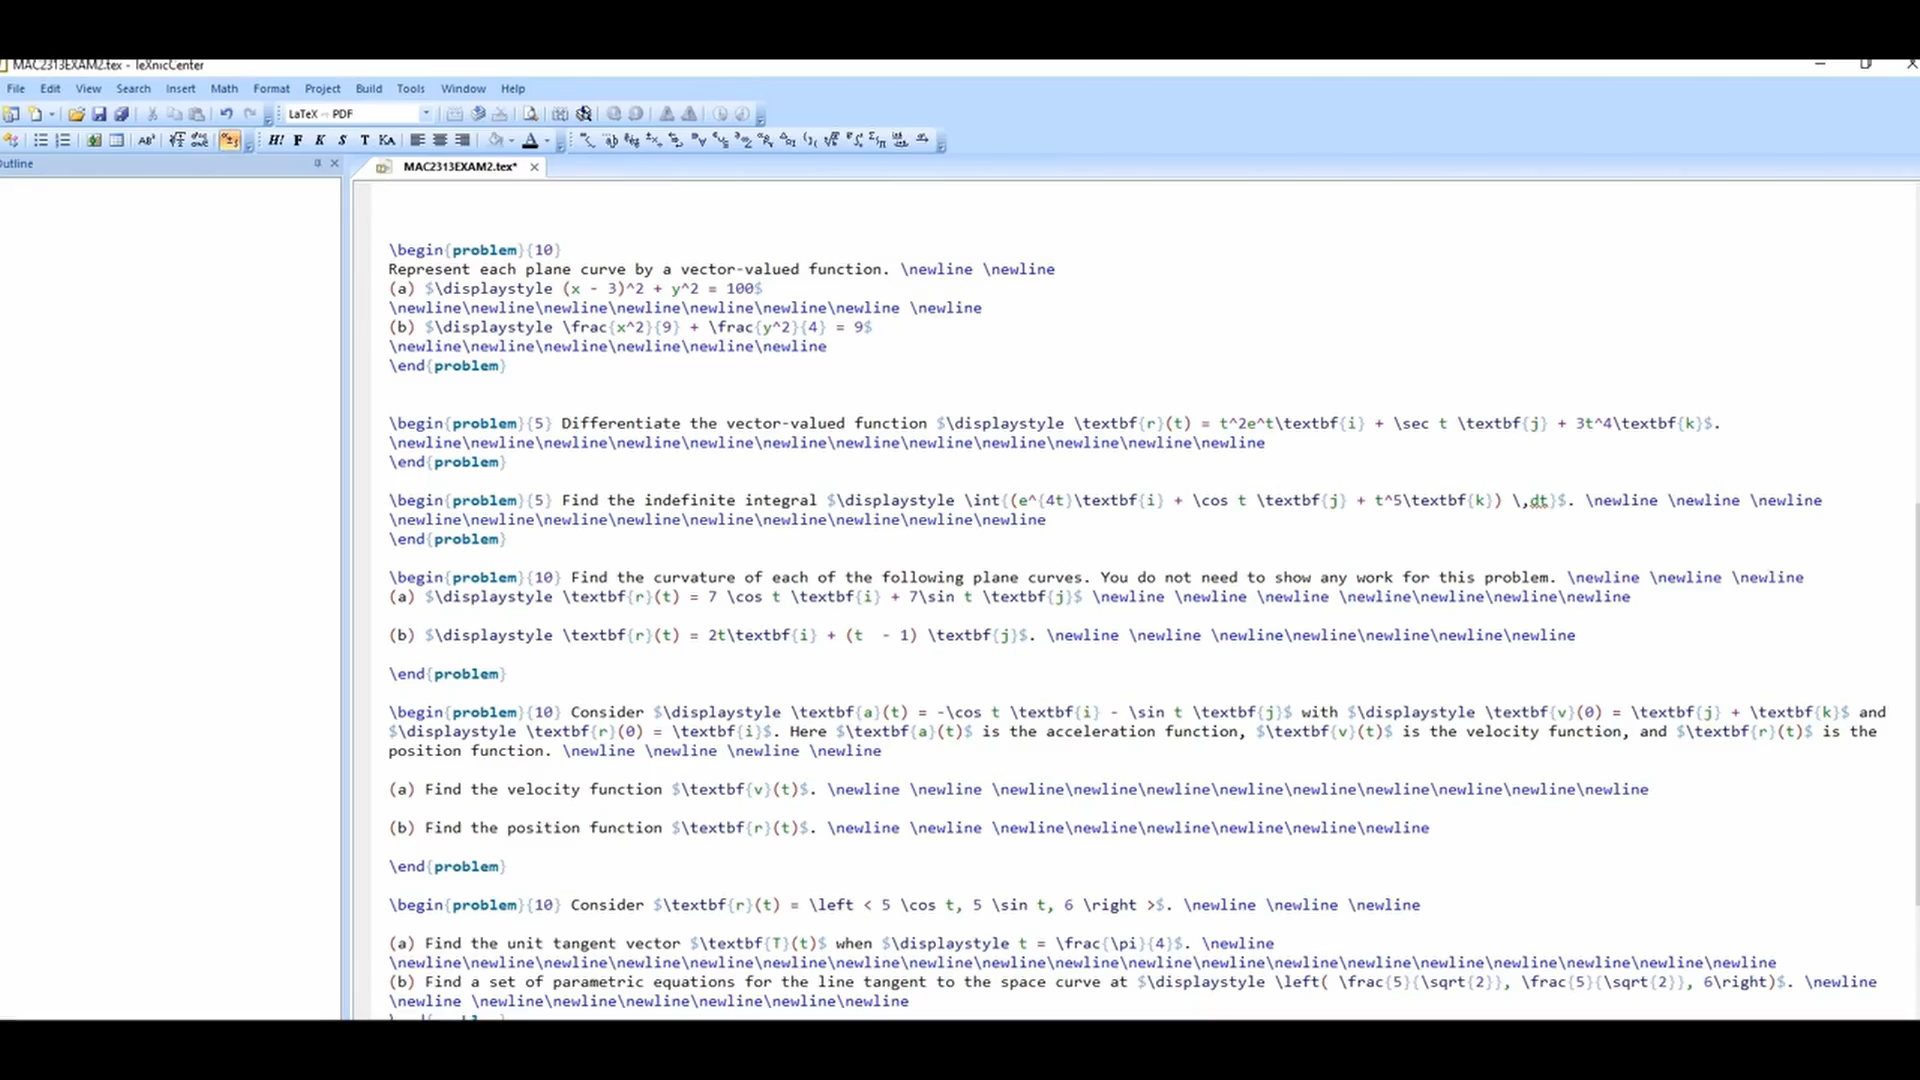 MAC2313EXAM2.tex - TeXnicCenter
File Edit View Search Insert Math Format Project Build Tools Window Help
LaTeX → PDF
H! F K S T KA
Outline
MAC2313EXAM2.tex*
\begin{problem}{10}
Represent each plane curve by a vector-valued function. \newline \newline
(a) $\displaystyle (x - 3)^2 + y^2 = 100$
\newline\newline\newline\newline\newline\newline\newline \newline
(b) $\displaystyle \frac{x^2}{9} + \frac{y^2}{4} = 9$
\newline\newline\newline\newline\newline\newline
\end{problem}
\begin{problem}{5} Differentiate the vector-valued function $\displaystyle \textbf{r}(t) = t^2e^t\textbf{i} + \sec t \textbf{j} + 3t^4\textbf{k}$.
\newline\newline\newline\newline\newline\newline\newline\newline\newline\newline\newline\newline
\end{problem}
\begin{problem}{5} Find the indefinite integral $\displaystyle \int{(e^{4t}\textbf{i} + \cos t \textbf{j} + t^5\textbf{k}) \,dt}$. \newline \newline \newline
\newline\newline\newline\newline\newline\newline\newline\newline\newline
\end{problem}
\begin{problem}{10} Find the curvature of each of the following plane curves. You do not need to show any work for this problem. \newline \newline \newline
(a) $\displaystyle \textbf{r}(t) = 7 \cos t \textbf{i} + 7\sin t \textbf{j}$ \newline \newline \newline \newline\newline\newline\newline
(b) $\displaystyle \textbf{r}(t) = 2t\textbf{i} + (t  - 1) \textbf{j}$. \newline \newline \newline\newline\newline\newline\newline
\end{problem}
\begin{problem}{10} Consider $\displaystyle \textbf{a}(t) = -\cos t \textbf{i} - \sin t \textbf{j}$ with $\displaystyle \textbf{v}(0) = \textbf{j} + \textbf{k}$ and
$\displaystyle \textbf{r}(0) = \textbf{i}$. Here $\textbf{a}(t)$ is the acceleration function, $\textbf{v}(t)$ is the velocity function, and $\textbf{r}(t)$ is the
position function. \newline \newline \newline \newline
(a) Find the velocity function $\textbf{v}(t)$. \newline \newline \newline\newline\newline\newline\newline\newline\newline\newline\newline
(b) Find the position function $\textbf{r}(t)$. \newline \newline \newline\newline\newline\newline\newline\newline
\end{problem}
\begin{problem}{10} Consider $\textbf{r}(t) = \left < 5 \cos t, 5 \sin t, 6 \right >$. \newline \newline \newline
(a) Find the unit tangent vector $\textbf{T}(t)$ when $\displaystyle t = \frac{\pi}{4}$. \newline
\newline\newline\newline\newline\newline\newline\newline\newline\newline\newline\newline\newline\newline\newline\newline\newline\newline\newline\newline
(b) Find a set of parametric equations for the line tangent to the space curve at $\displaystyle \left( \frac{5}{\sqrt{2}}, \frac{5}{\sqrt{2}}, 6\right)$. \newline
\newline \newline\newline\newline\newline\newline\newline